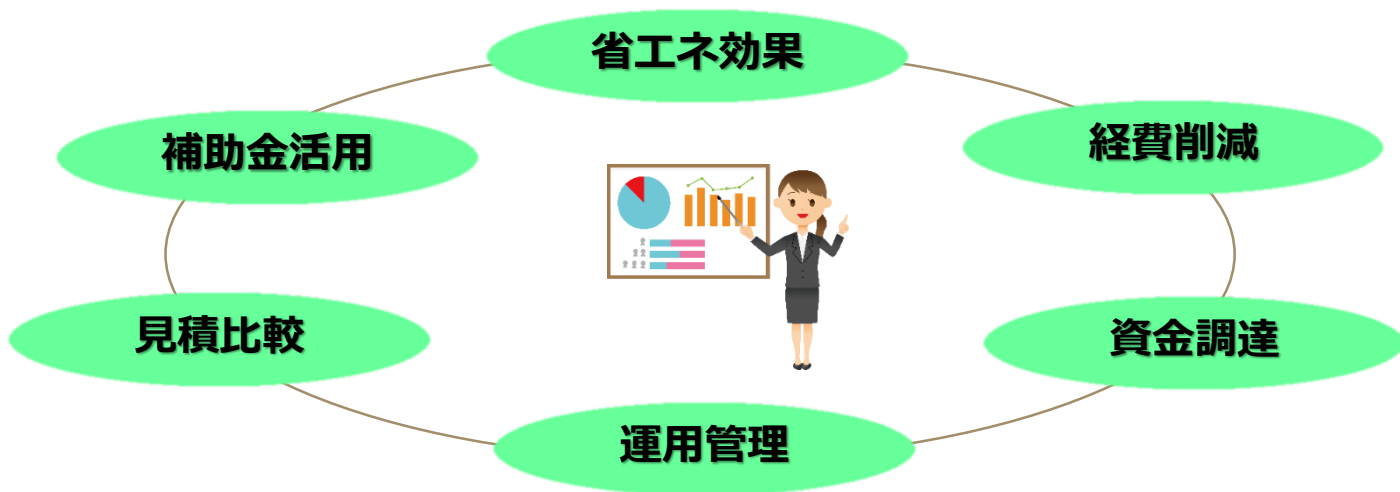 省エネ効果
補助金活用
経費削減
見積比較
資金調達
運用管理